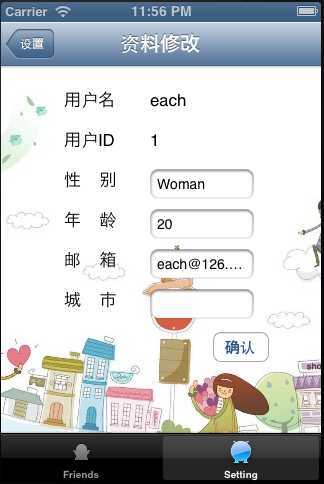 Carrier 11:56 PM
设置 资料修改
用户名 each
用户ID 1
性 别 Woman
年 龄 20
邮 箱 each@126....
城 市
确认
sho
Friends Setting